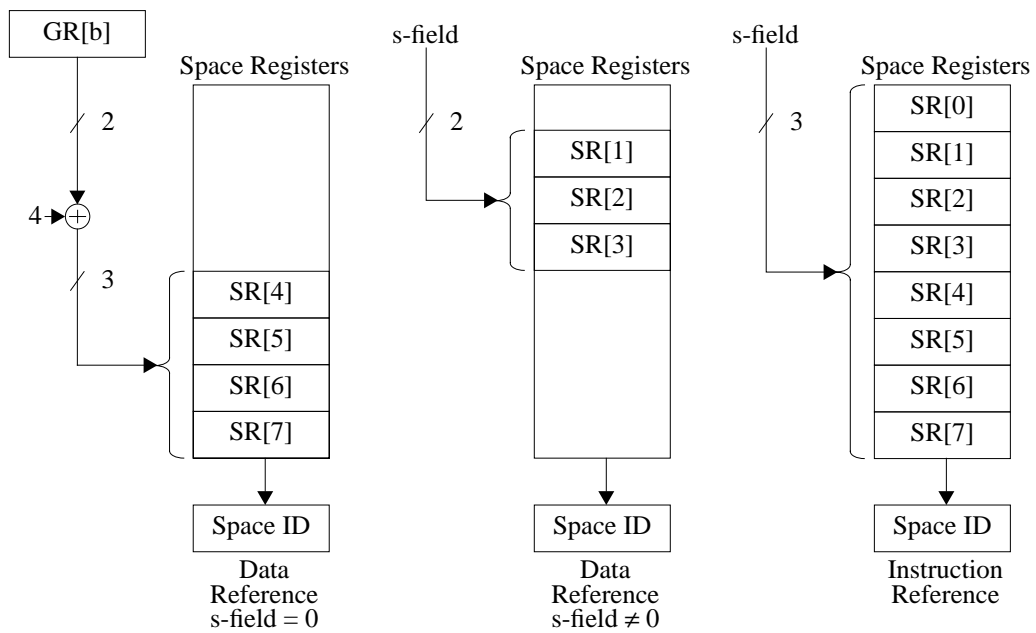 GR[b]
2
4
+
3
Space Registers
SR[4]
SR[5]
SR[6]
SR[7]
Space ID
Data
Reference
s-field = 0
s-field
2
Space Registers
SR[1]
SR[2]
SR[3]
Space ID
Data
Reference
s-field ≠ 0
s-field
3
Space Registers
SR[0]
SR[1]
SR[2]
SR[3]
SR[4]
SR[5]
SR[6]
SR[7]
Space ID
Instruction
Reference